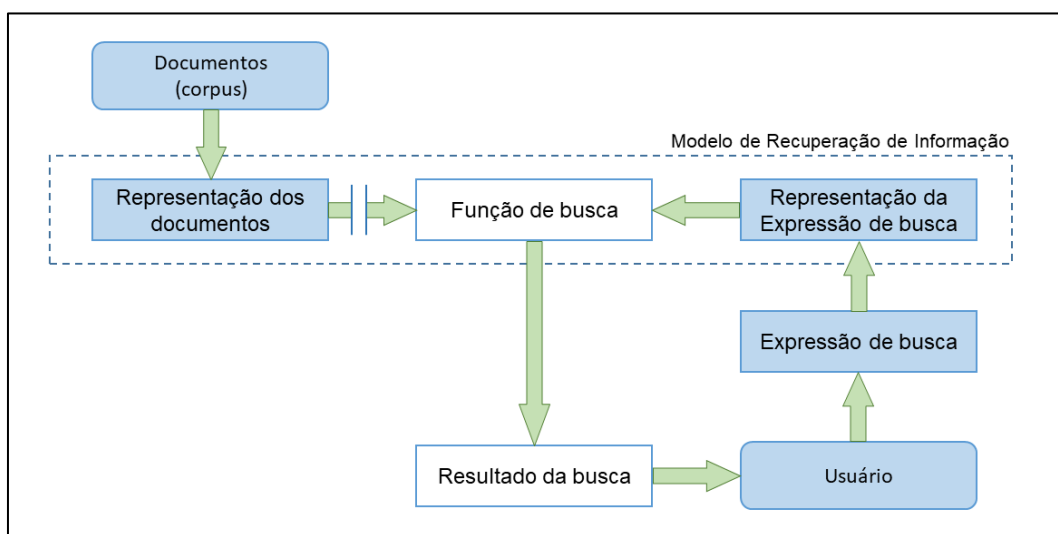 Documentos
(corpus)
Modelo de Recuperação de Informação
Representação dos
documentos
Função de busca
Representação da
Expressão de busca
Expressão de busca
Resultado da busca
Usuário